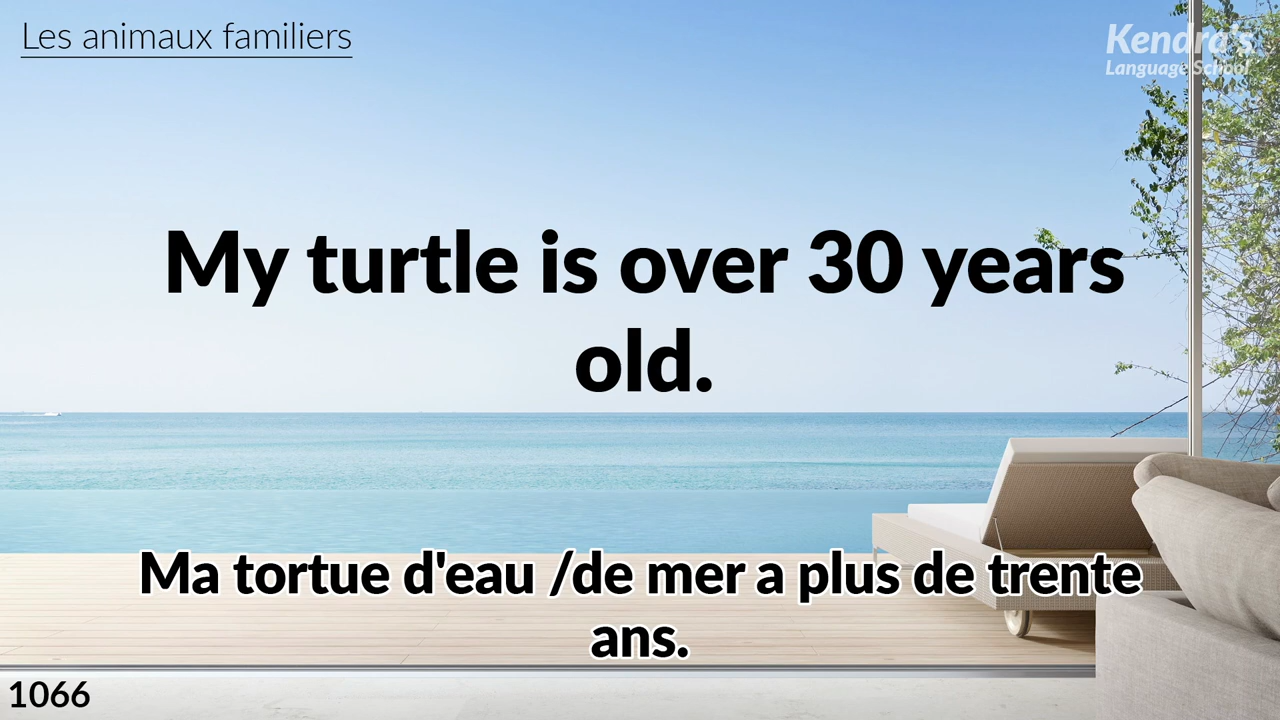 Les animaux familiers
Kendra's
Language School
My turtle is over 30 years
old.
Ma tortue d'eau /de mer a plus de trente
ans.
1066